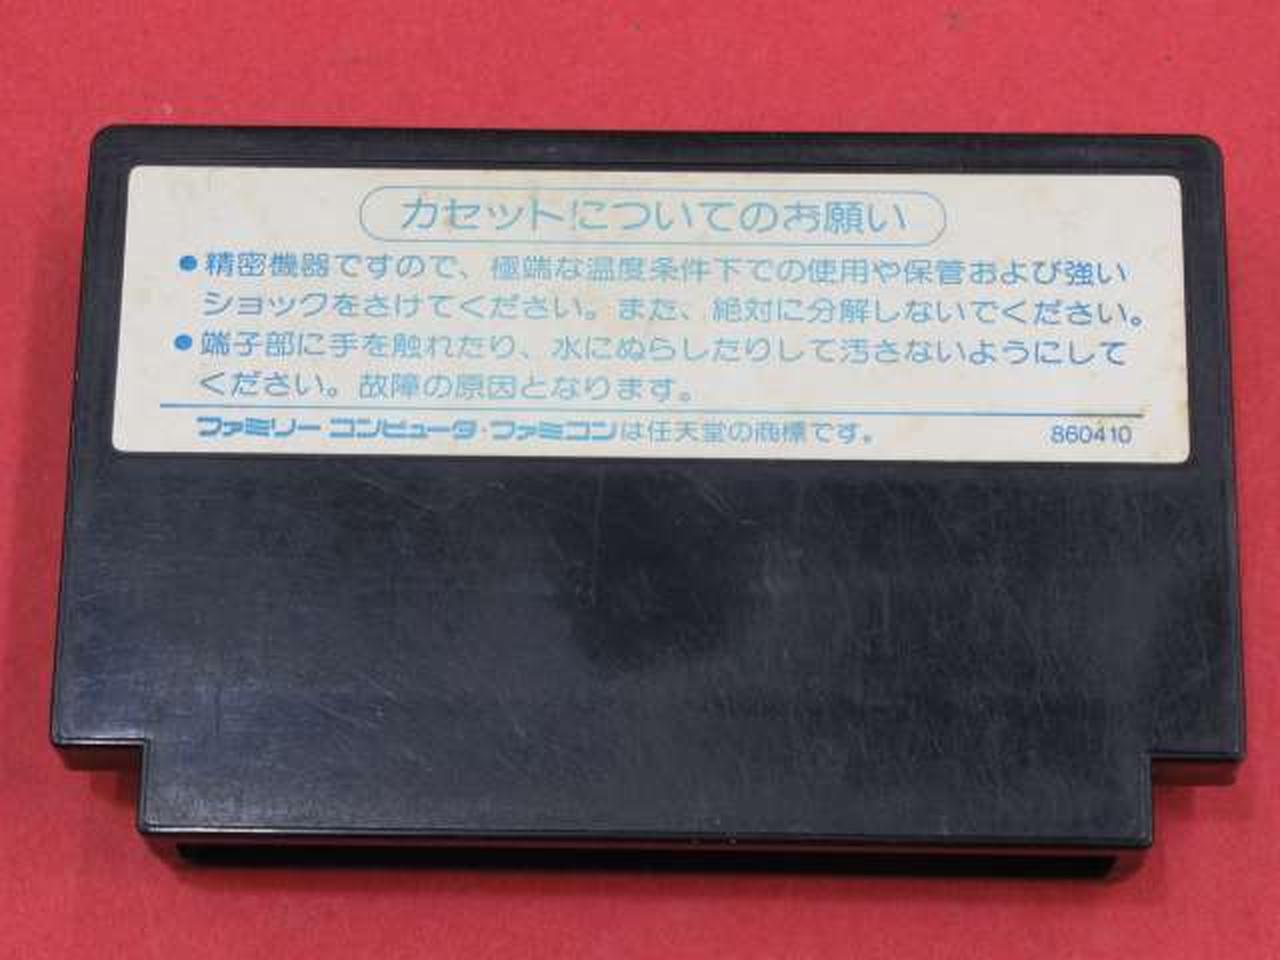 カセットについてのお願い
●精密機器ですので、極端な温度条件下での使用や保管および強い
ショックをさけてください。また、絶対に分解しないでください。
●端子部に手を触れたり、水にぬらしたりして汚さないようにして
ください。故障の原因となります。
ファミリーコンピュータ・ファミコンは任天堂の商標です。 860410